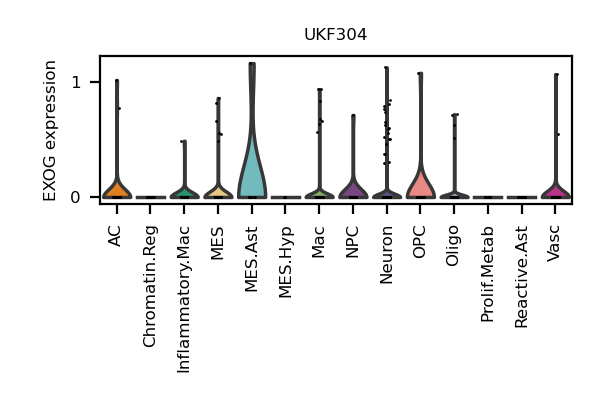 UKF304
EXOG expression
1
0
AC
Chromatin.Reg
Inflammatory.Mac
MES
MES.Ast
MES.Hyp
Mac
NPC
Neuron
OPC
Oligo
Prolif.Metab
Reactive.Ast
Vasc